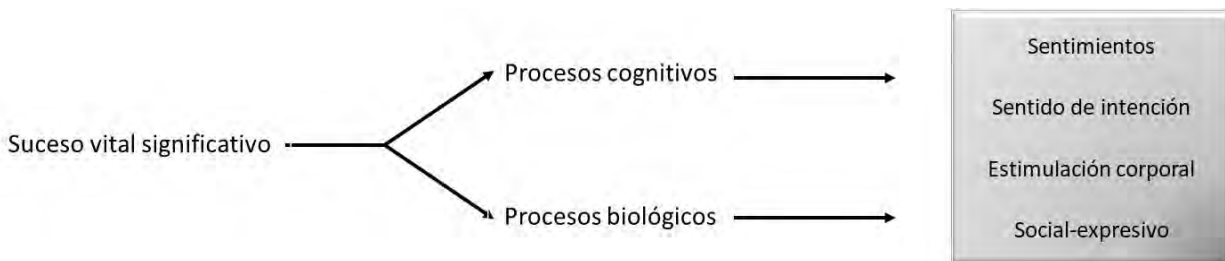 Suceso vital significativo
Procesos cognitivos
Procesos biológicos
Sentimientos
Sentido de intención
Estimulación corporal
Social-expresivo